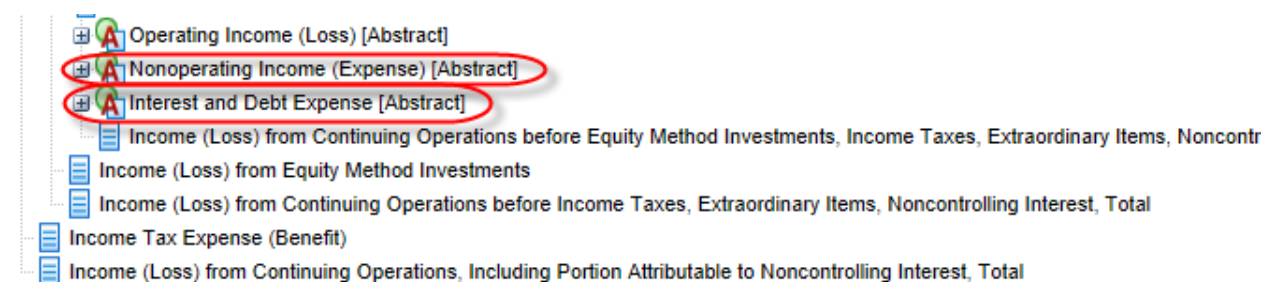 Operating Income (Loss) [Abstract]
Nonoperating Income (Expense) [Abstract]
Interest and Debt Expense [Abstract]
Income (Loss) from Continuing Operations before Equity Method Investments, Income Taxes, Extraordinary Items, Noncontr
Income (Loss) from Equity Method Investments
Income (Loss) from Continuing Operations before Income Taxes, Extraordinary Items, Noncontrolling Interest, Total
Income Tax Expense (Benefit)
Income (Loss) from Continuing Operations, Including Portion Attributable to Noncontrolling Interest, Total